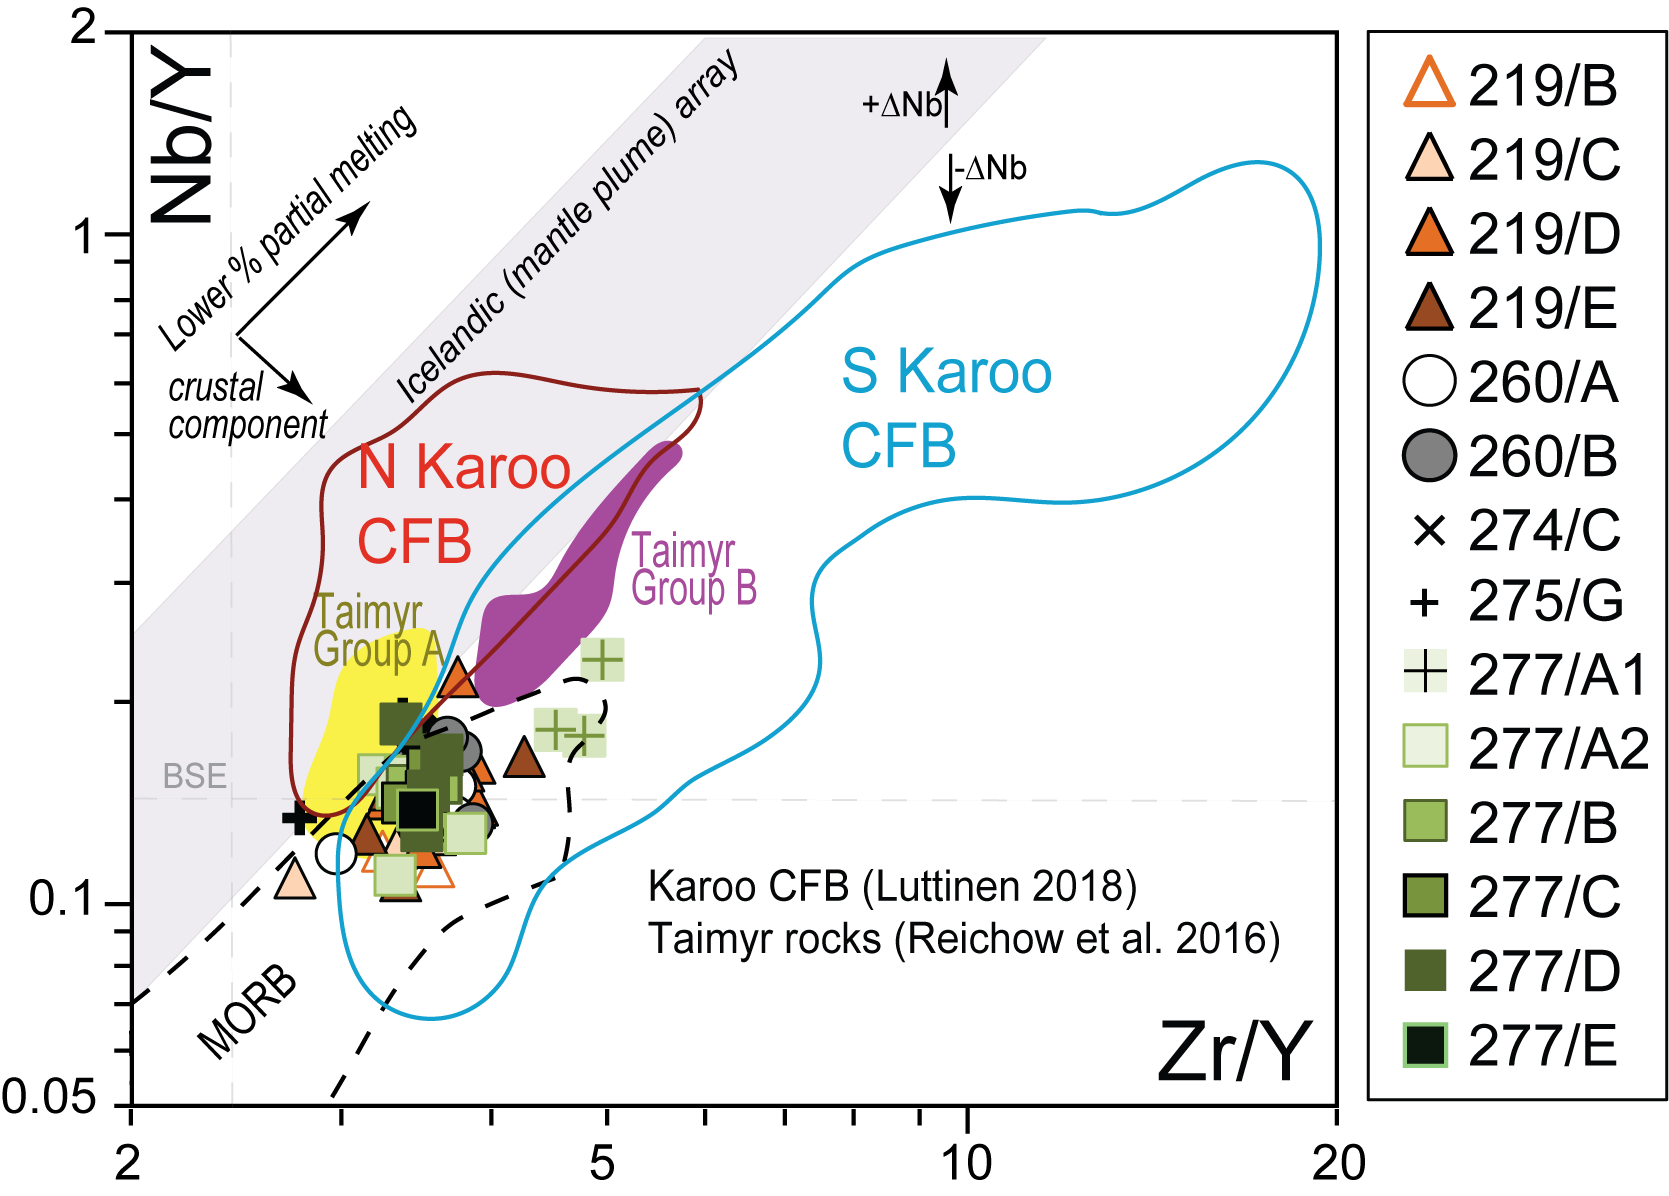 2
1
0.1
0.05
Nb/Y
Lower % partial melting
crustal
component
Icelandic (mantle plume) array
+ΔNb
-ΔNb
S Karoo
CFB
N Karoo
CFB
Taimyr
Group B
Taimyr
Group A
BSE
MORB
Karoo CFB (Luttinen 2018)
Taimyr rocks (Reichow et al. 2016)
Zr/Y
2
5
10
20
219/B
219/C
219/D
219/E
260/A
260/B
274/C
275/G
277/A1
277/A2
277/B
277/C
277/D
277/E